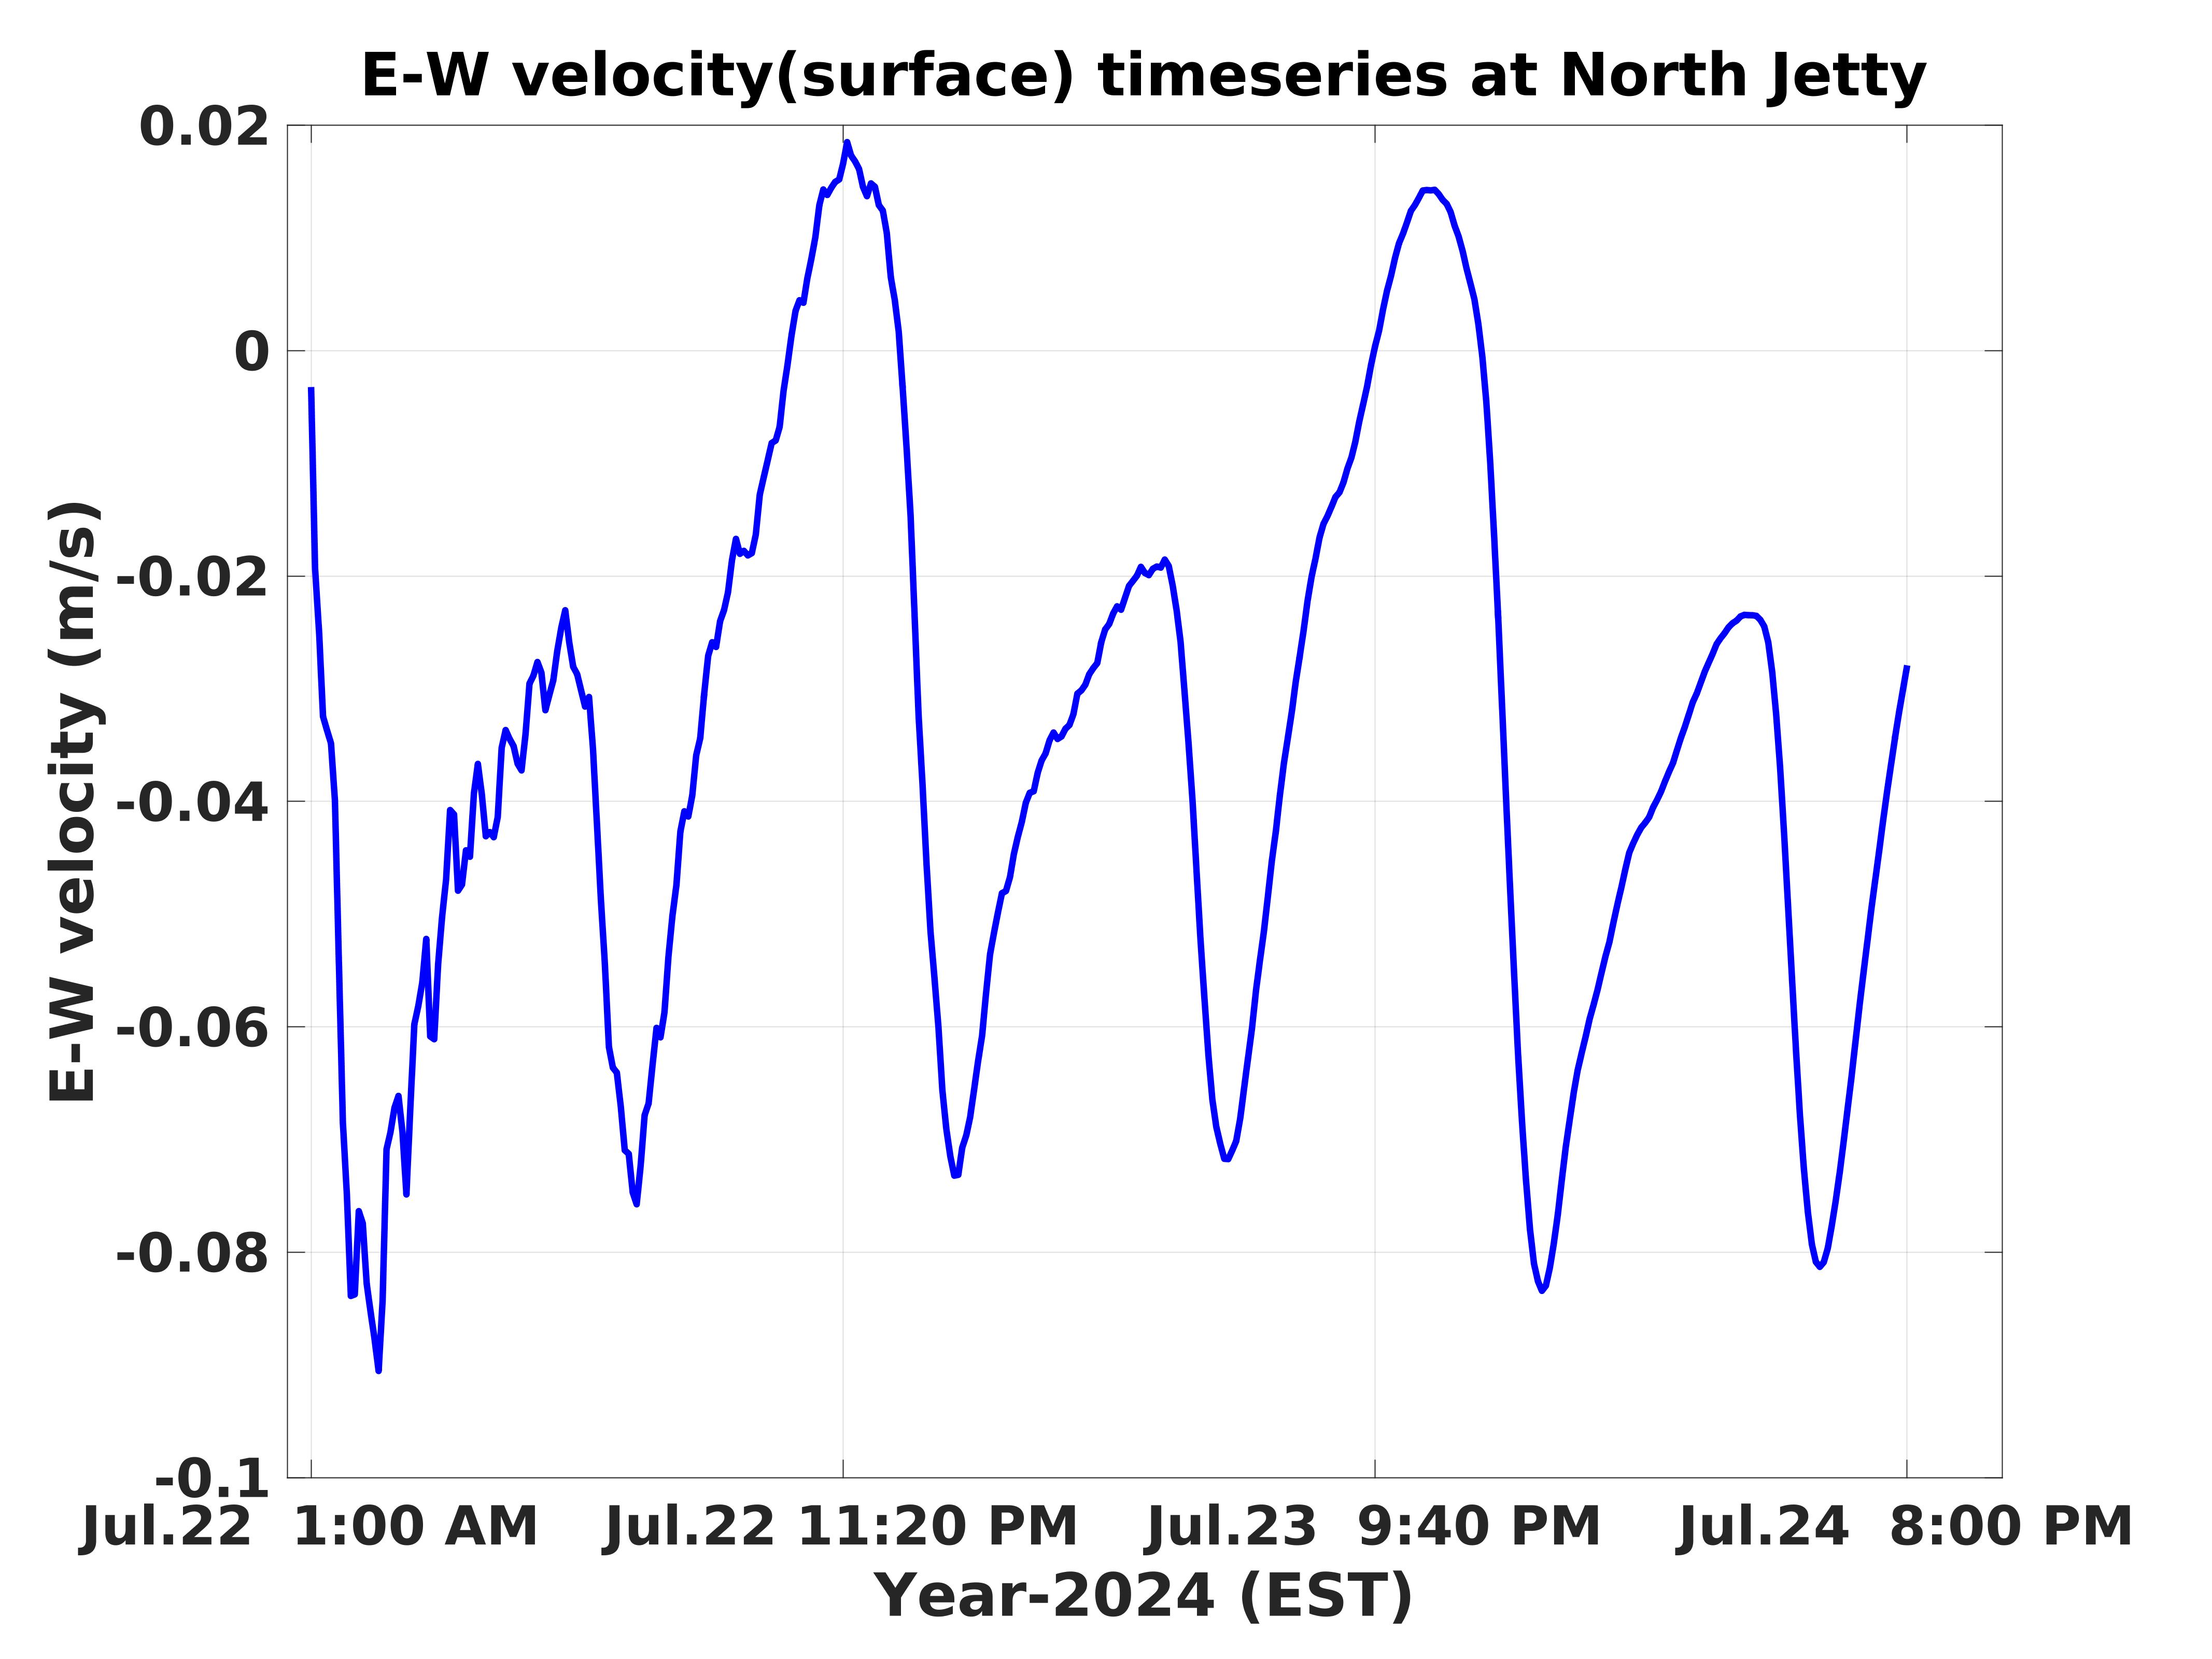 E-W velocity(surface) timeseries at North Jetty
E-W velocity (m/s)
0.02
0
-0.02
-0.04
-0.06
-0.08
-0.1
Jul.22 1:00 AM Jul.22 11:20 PM Jul.23 9:40 PM Jul.24 8:00 PM
Year-2024 (EST)